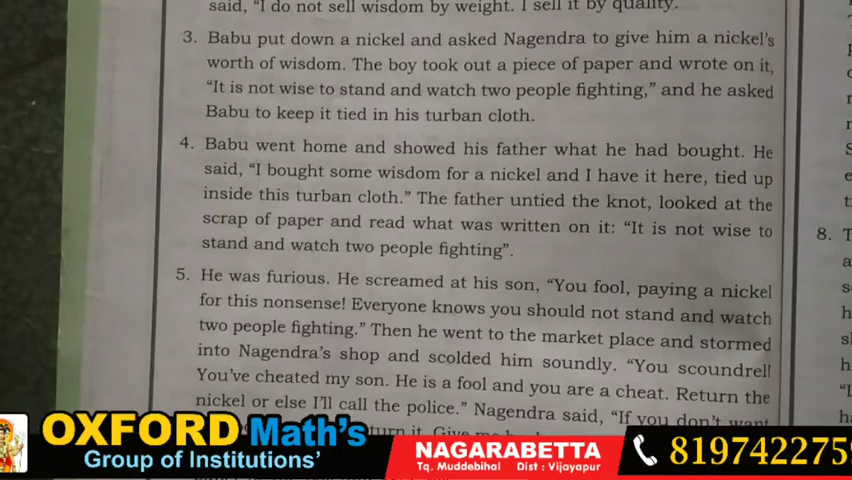 said, "I do not sell wisdom by weight. I sell it by quality.
3. Babu put down a nickel and asked Nagendra to give him a nickel's
worth of wisdom. The boy took out a piece of paper and wrote on it,
"It is not wise to stand and watch two people fighting," and he asked
Babu to keep it tied in his turban cloth.
4. Babu went home and showed his father what he had bought. He
said, "I bought some wisdom for a nickel and I have it here, tied up
inside this turban cloth." The father untied the knot, looked at the
scrap of paper and read what was written on it: "It is not wise to
stand and watch two people fighting".
5. He was furious. He screamed at his son, "You fool, paying a nickel
for this nonsense! Everyone knows you should not stand and watch
two people fighting." Then he went to the market place and stormed
into Nagendra's shop and scolded him soundly. "You scoundrel!
You've cheated my son. He is a fool and you are a cheat. Return the
nickel or else I'll call the police." Nagendra said, "If you don't want
turn it. Give me
8.
OXFORD Math's
Group of Institutions'
NAGARABETTA
Tq. Muddebihal Dist : Vijayapur
819742275